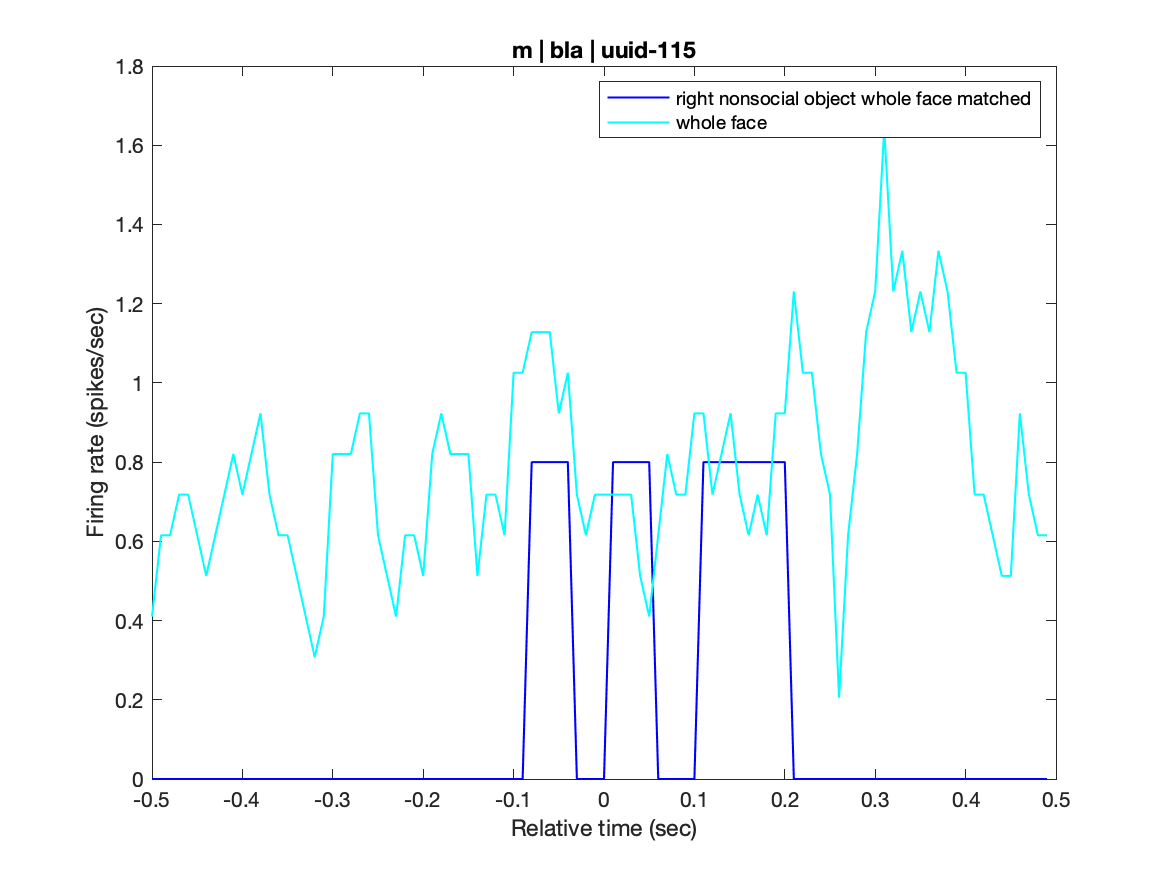 m | bla | uuid-115
right nonsocial object whole face matched
whole face
1.8
1.6
1.4
1.2
1
0.8
0.6
0.4
0.2
0
Firing rate (spikes/sec)
-0.5 -0.4 -0.3 -0.2 -0.1 0 0.1 0.2 0.3 0.4 0.5
Relative time (sec)